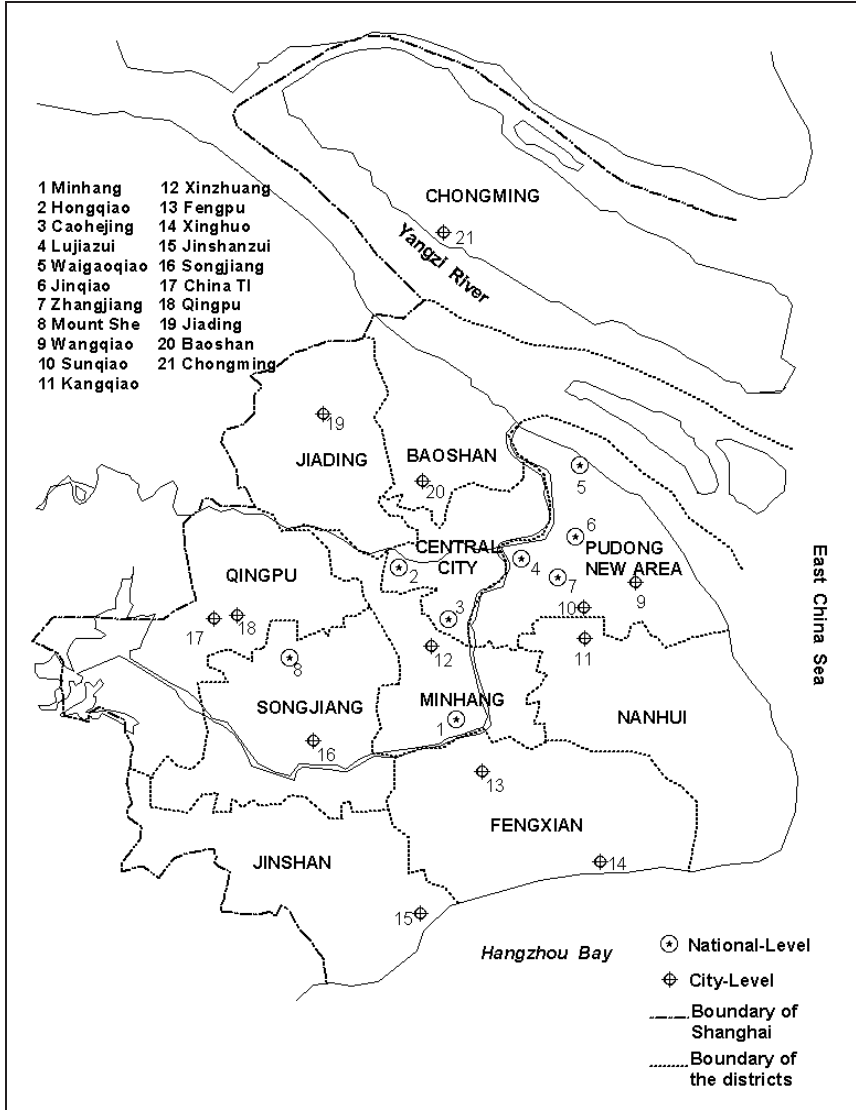 CHONGMING
21
Yangzi River
1 Minhang
2 Hongqiao
3 Caohejing
4 Lujiazui
5 Waigaoqiao
6 Jinqiao
7 Zhangjiang
8 Mount She
9 Wangqiao
10 Sunqiao
11 Kangqiao
12 Xinzhuang
13 Fengpu
14 Xinghuo
15 Jinshanzui
16 Songjiang
17 China TI
18 Qingpu
19 Jiading
20 Baoshan
21 Chongming
19
JIADING
BAOSHAN
20
5
6
CENTRAL
CITY
PUDONG
NEW AREA
4
7
2
9
10
QINGPU
17
18
3
12
11
8
East China Sea
SONGJIANG
MINHANG
NANHUI
1
16
13
FENGXIAN
14
JINSHAN
15
Hangzhou Bay
National-Level
City-Level
Boundary of
Shanghai
Boundary of
the districts